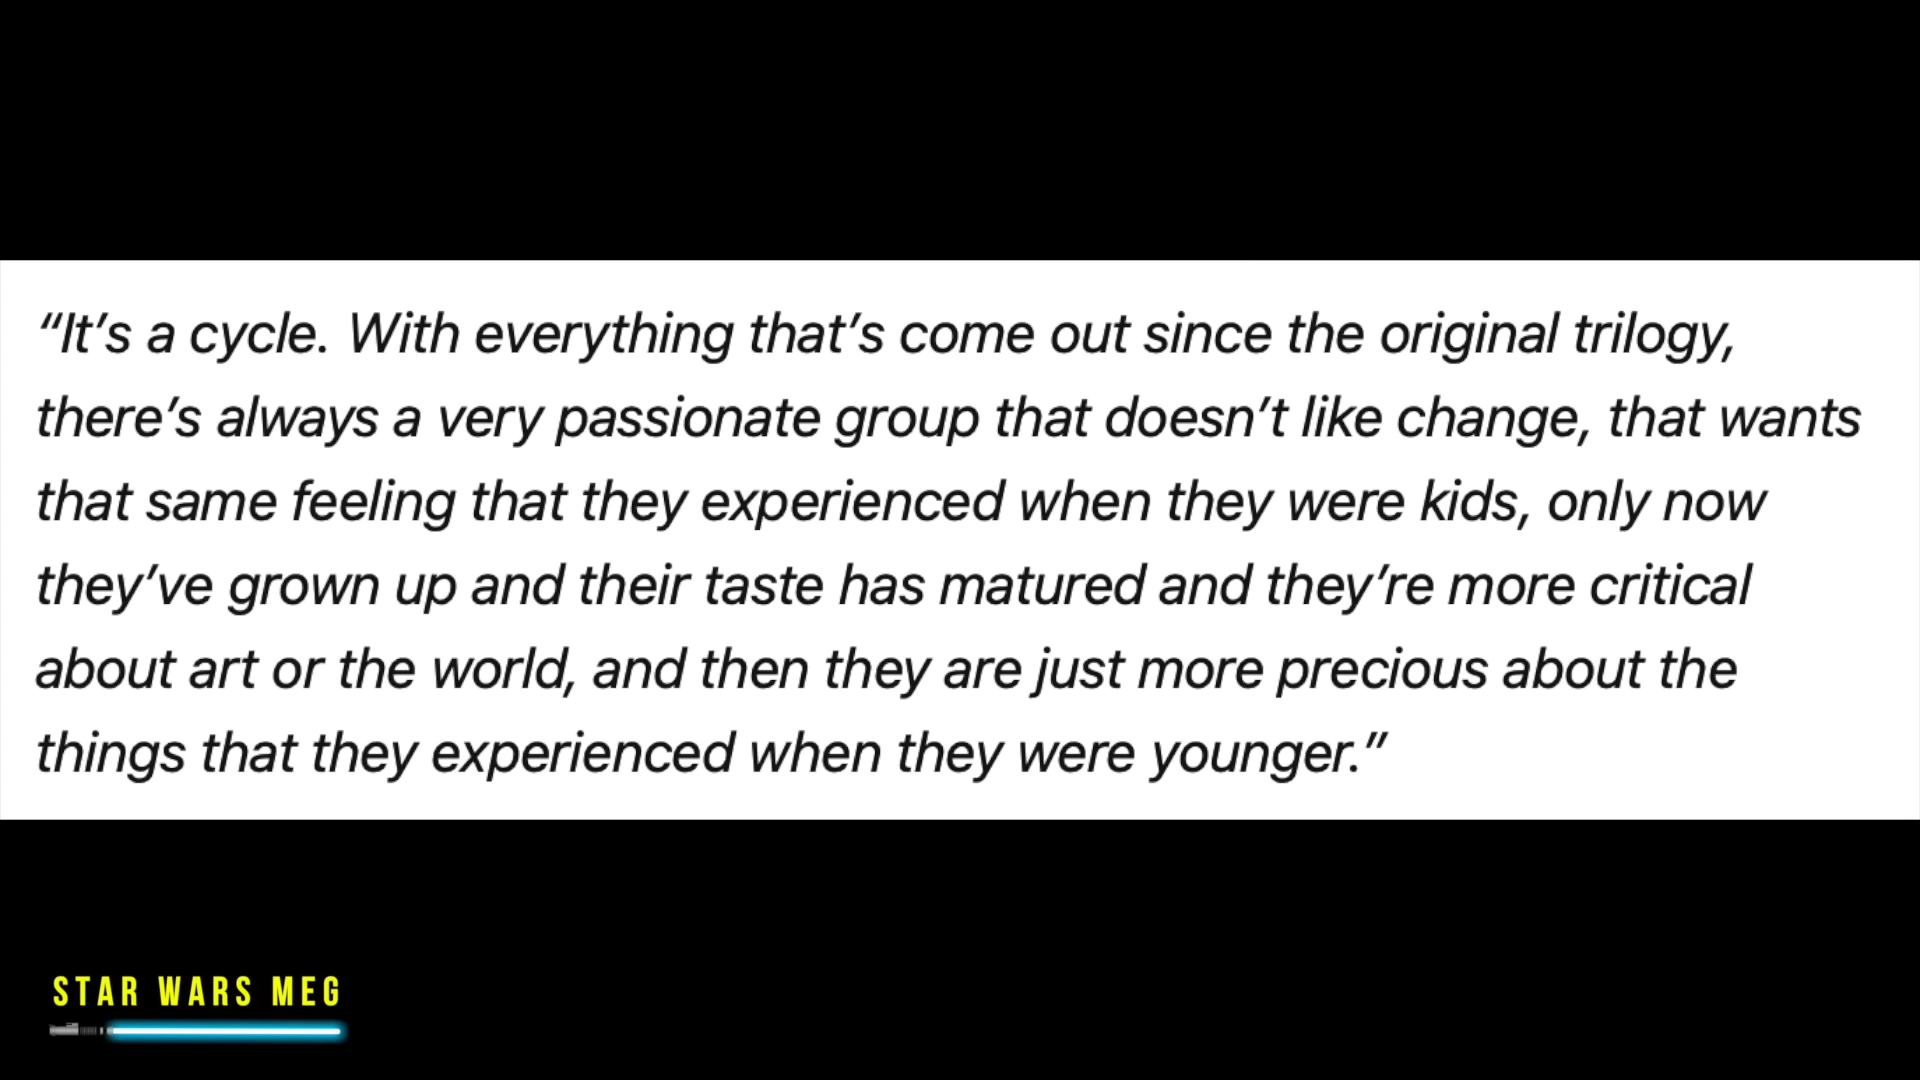 “It’s a cycle. With everything that’s come out since the original trilogy,
there’s always a very passionate group that doesn’t like change, that wants
that same feeling that they experienced when they were kids, only now
they’ve grown up and their taste has matured and they’re more critical
about art or the world, and then they are just more precious about the
things that they experienced when they were younger.”
STAR WARS MEG